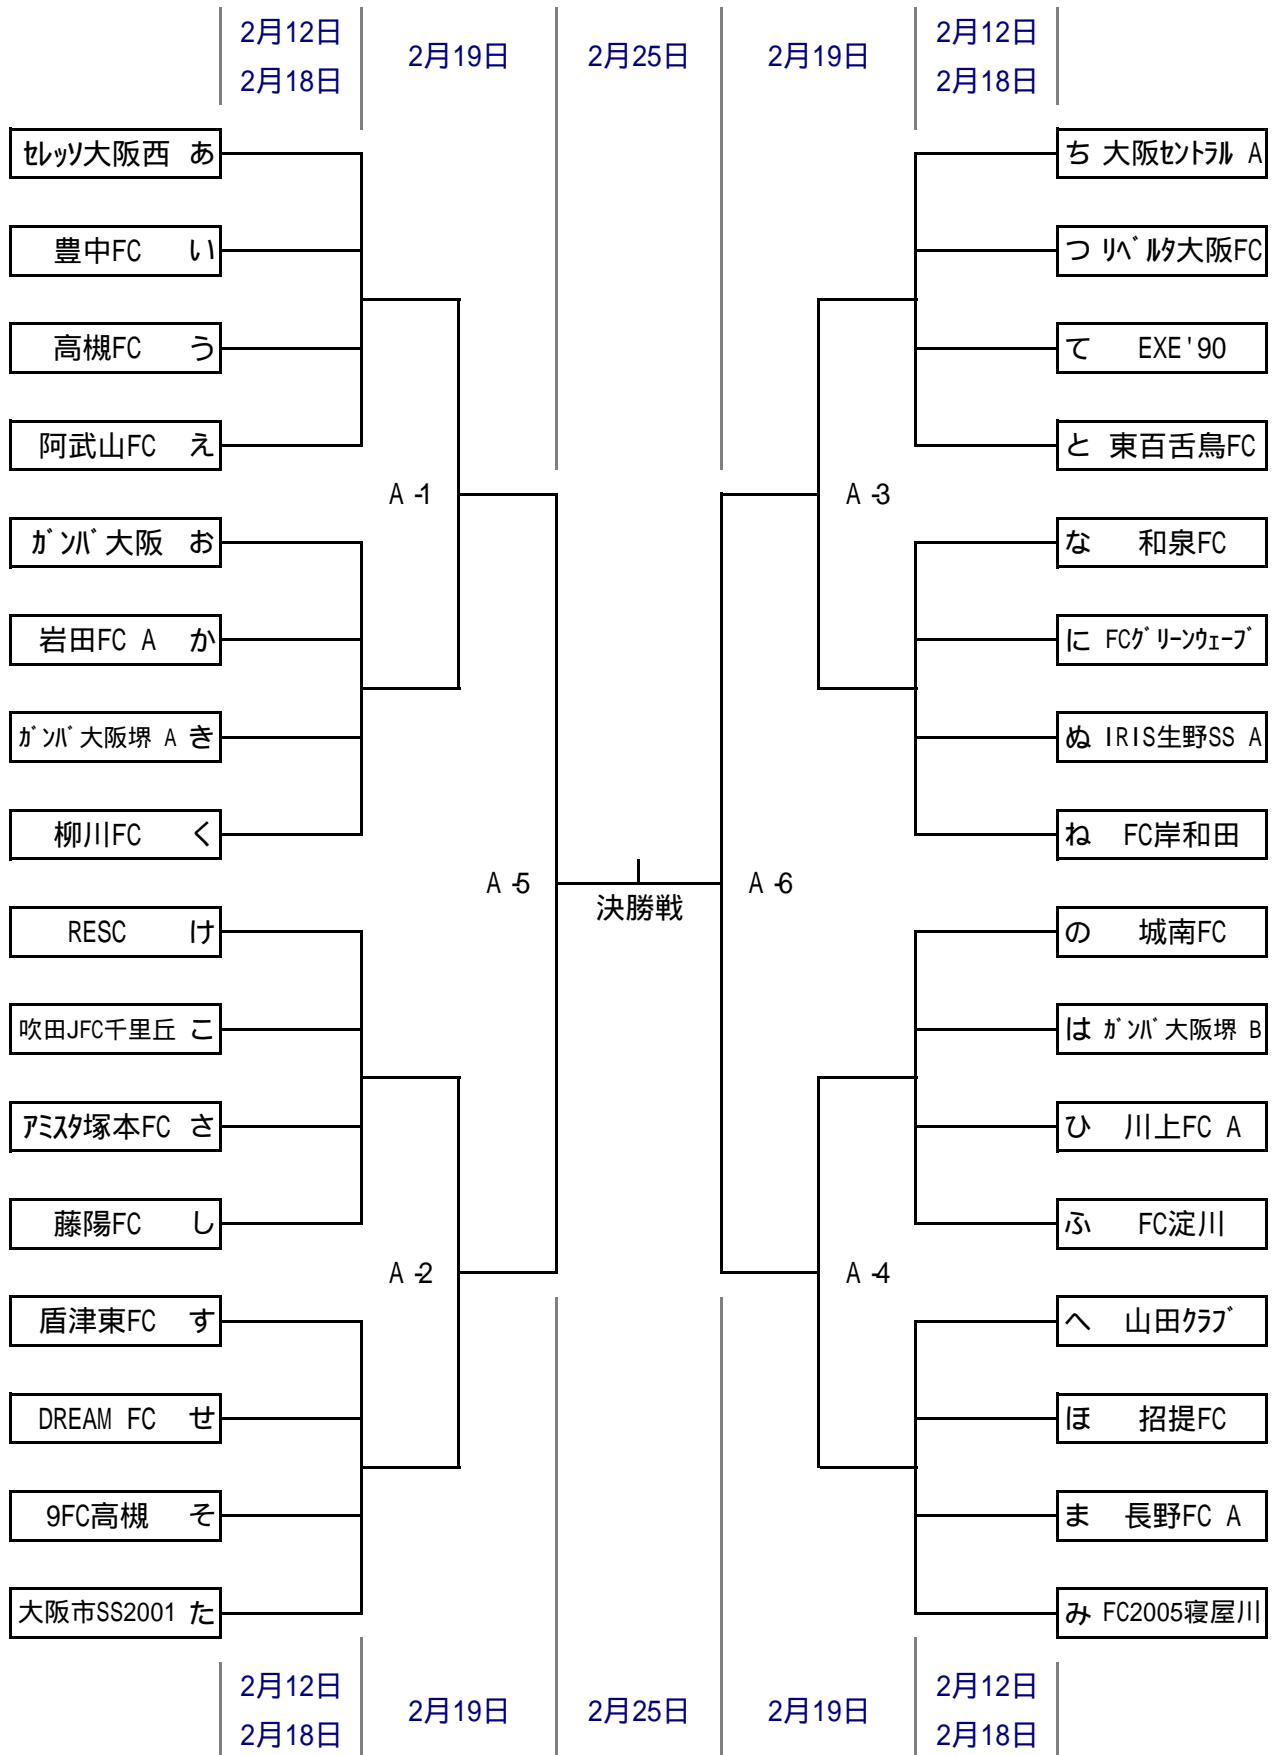 2月12日 2月19日 2月25日 2月19日 2月12日
2月18日 2月18日
ｾﾚｯｿ大阪西 あ ち 大阪ｾﾝﾄﾗﾙ A
豊中FC い つ ﾘﾍﾞﾙﾀ大阪FC
高槻FC う て EXE'90
阿武山FC え と 東百舌鳥FC
A -1 A -3
ｶﾞﾝﾊﾞ大阪 お な 和泉FC
岩田FC A か に FCｸﾞﾘｰﾝｳｪｰﾌﾞ
ｶﾞﾝﾊﾞ大阪堺 A き ぬ IRIS生野SS A
柳川FC く ね FC岸和田
A -5 決勝戦 A -6
RESC け の 城南FC
吹田JFC千里丘 こ は ｶﾞﾝﾊﾞ大阪堺 B
ｱﾐｽﾀ塚本FC さ ひ 川上FC A
藤陽FC し ふ FC淀川
A -2 A -4
盾津東FC す へ 山田ｸﾗﾌﾞ
DREAM FC せ ほ 招提FC
9FC高槻 そ ま 長野FC A
大阪市SS2001 た み FC2005寝屋川
2月12日 2月19日 2月25日 2月19日 2月12日
2月18日 2月18日